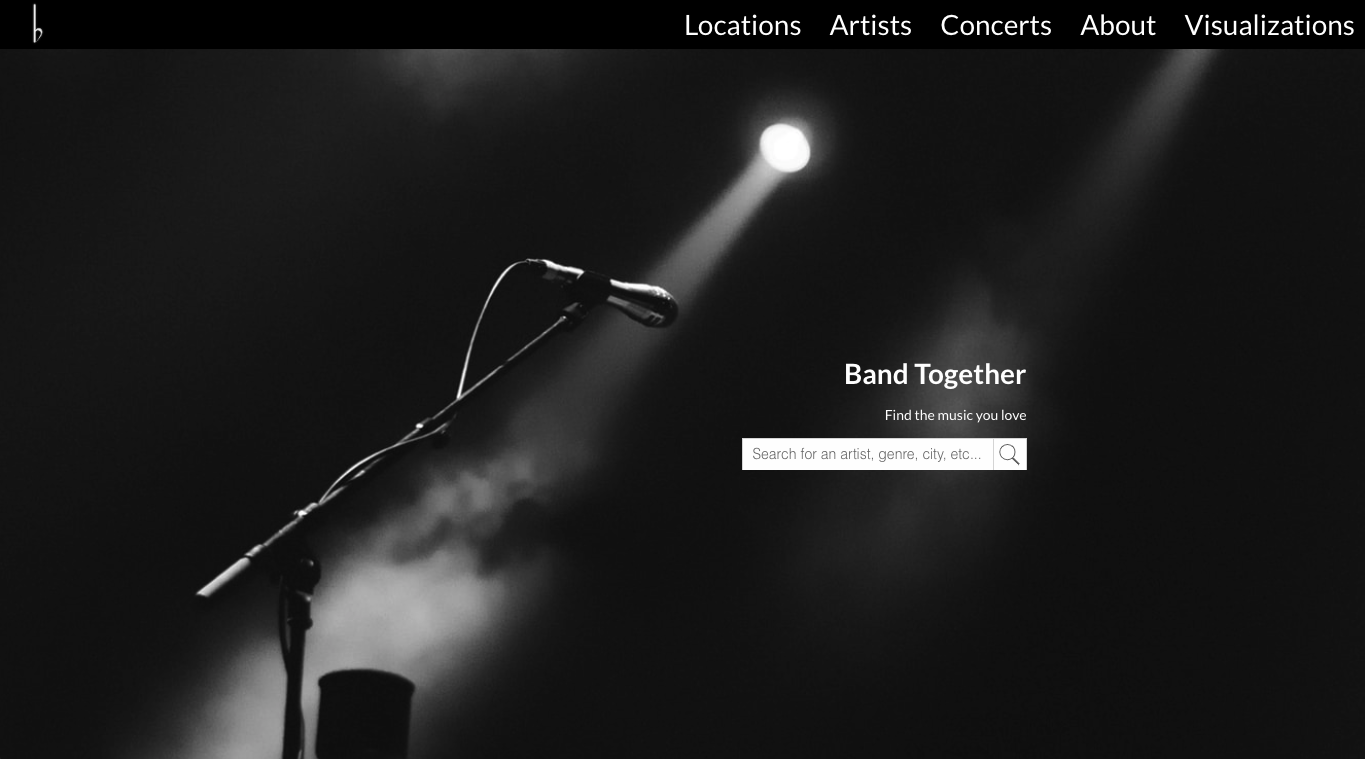 Locations Artists Concerts About Visualizations
Band Together
Find the music you love
Search for an artist, genre, city, etc...